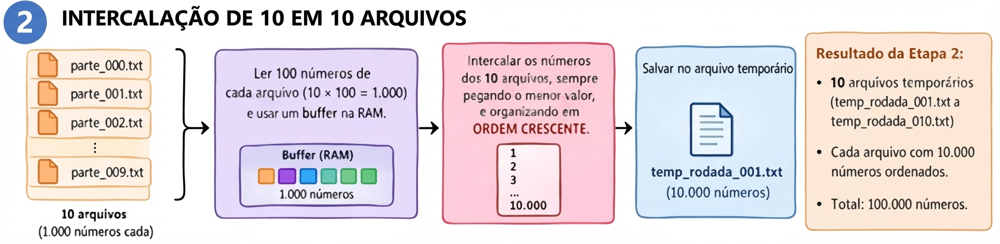 2
INTERCALAÇÃO DE 10 EM 10 ARQUIVOS
parte_000.txt
parte_001.txt
parte_002.txt
⋮
parte_009.txt
10 arquivos
(1.000 números cada)
Ler 100 números de
cada arquivo (10 × 100 = 1.000)
e usar um buffer na RAM.
Buffer (RAM)
1.000 números
Intercalar os números
dos 10 arquivos, sempre
pegando o menor valor,
e organizando em
ORDEM CRESCENTE.
1
2
3
...
10.000
Salvar no arquivo temporário
temp_rodada_001.txt
(10.000 números)
Resultado da Etapa 2:
• 10 arquivos temporários
(temp_rodada_001.txt a
temp_rodada_010.txt)
• Cada arquivo com 10.000
números ordenados.
• Total: 100.000 números.